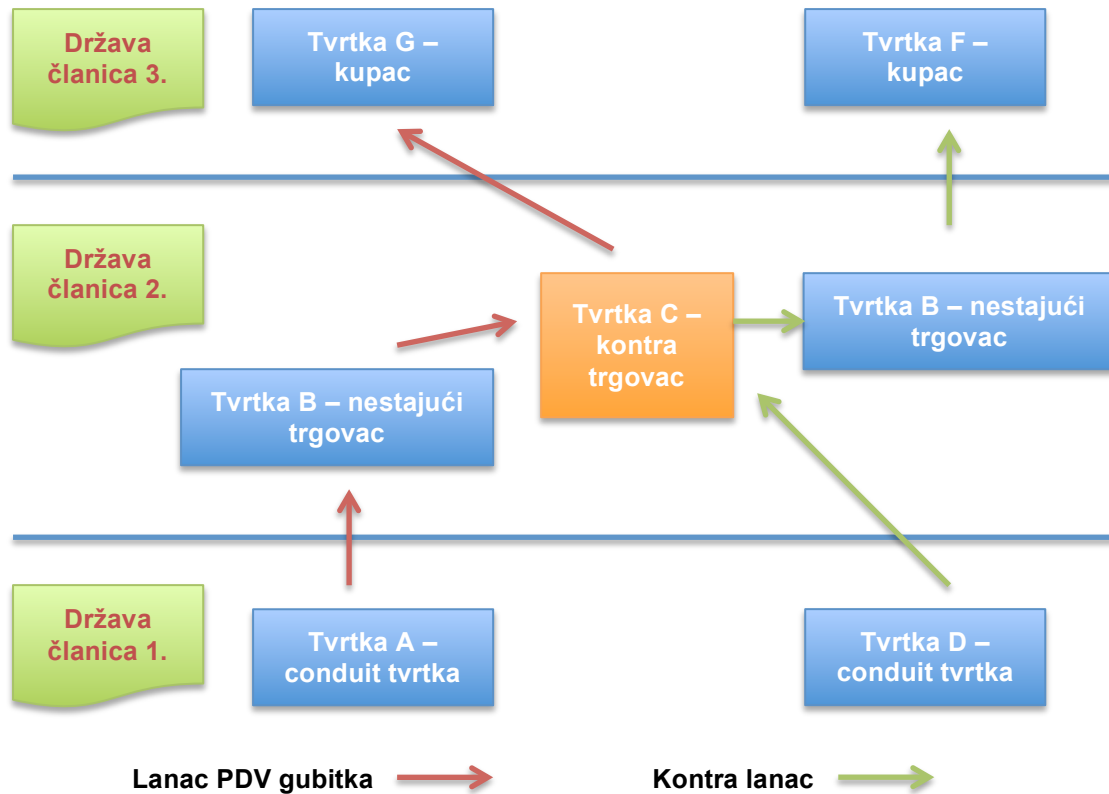 Država
članica 3.
Tvrtka G –
kupac
Tvrtka F –
kupac
Država
članica 2.
Tvrtka C –
kontra
trgovac
Tvrtka B – nestajući
trgovac
Tvrtka B – nestajući
trgovac
Država
članica 1.
Tvrtka A –
conduit tvrtka
Tvrtka D –
conduit tvrtka
Lanac PDV gubitka
Kontra lanac